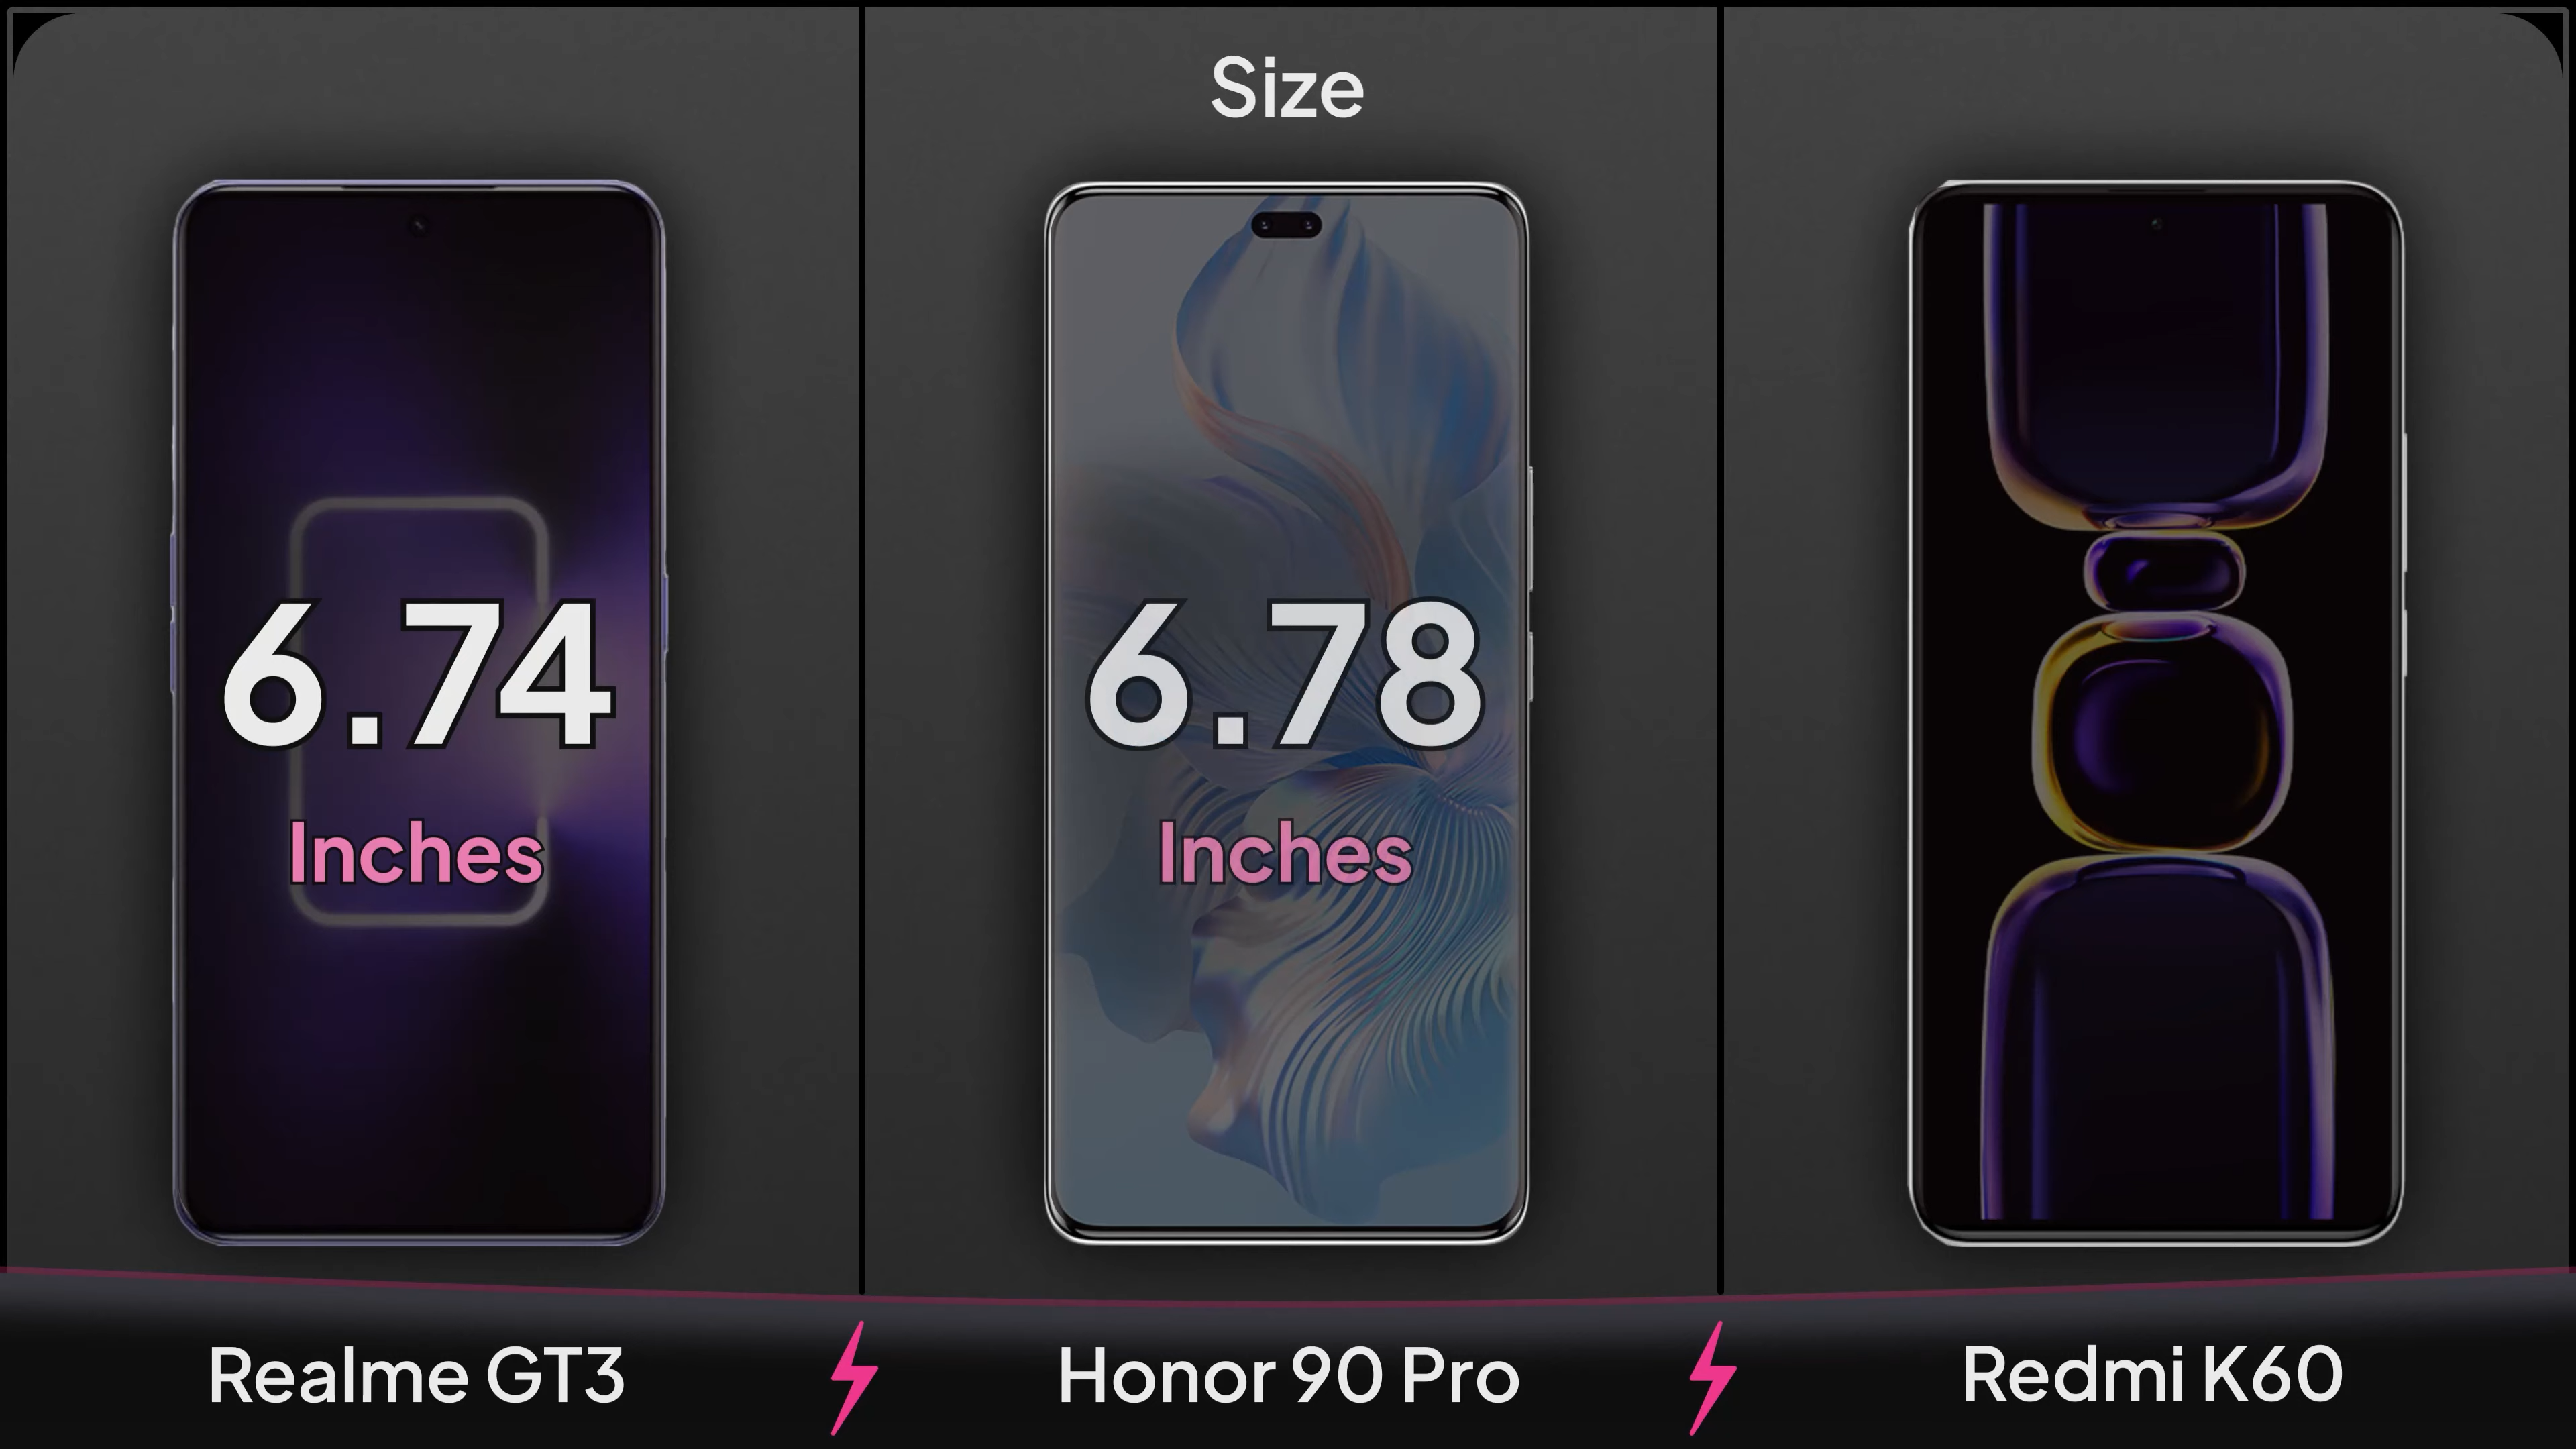 Size
6.74
Inches
6.78
Inches
Realme GT3
Honor 90 Pro
Redmi K60